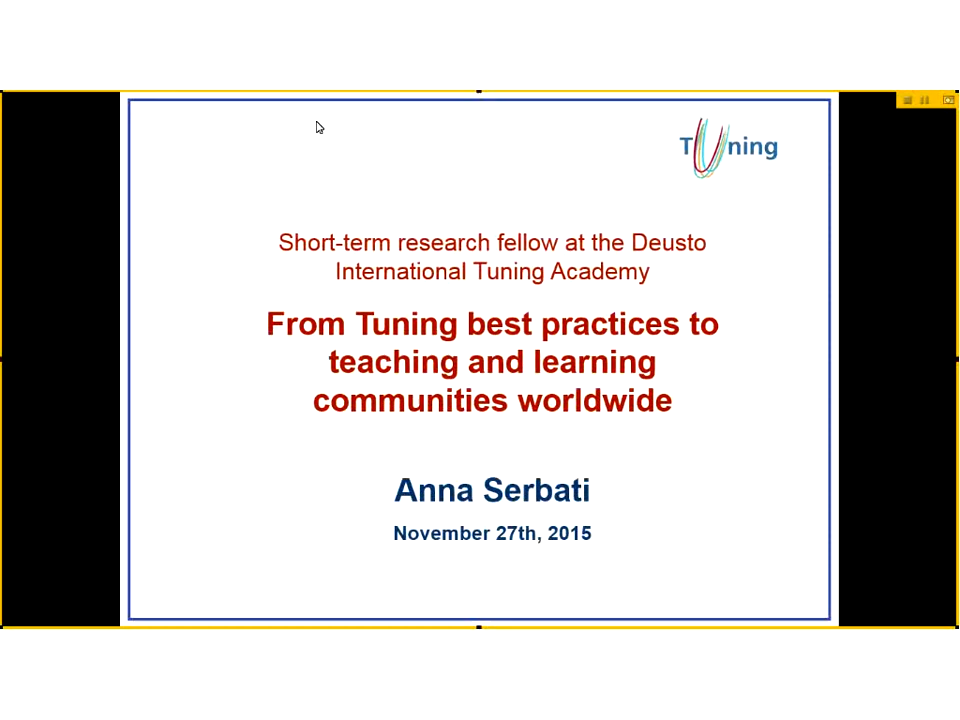 TUning
Short-term research fellow at the Deusto
International Tuning Academy
From Tuning best practices to
teaching and learning
communities worldwide
Anna Serbati
November 27th, 2015